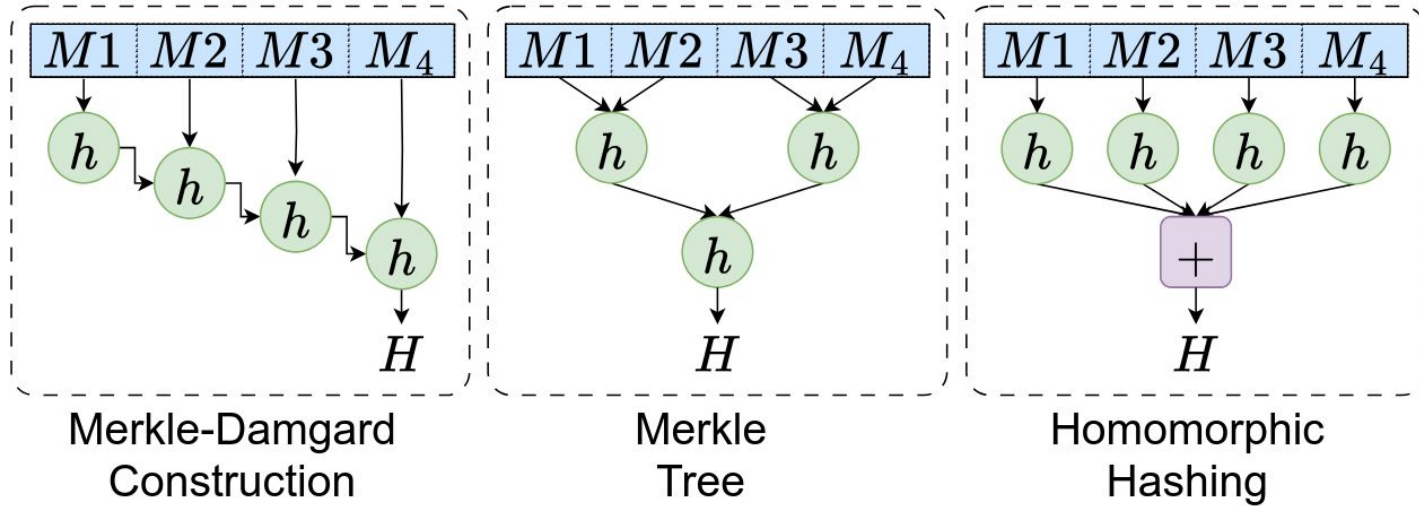 M1 M2 M3 M₄
h
h
h
h
H
Merkle-Damgard
Construction
M1 M2 M3 M₄
h h
h
H
Merkle
Tree
M1 M2 M3 M₄
h h h h
+
H
Homomorphic
Hashing